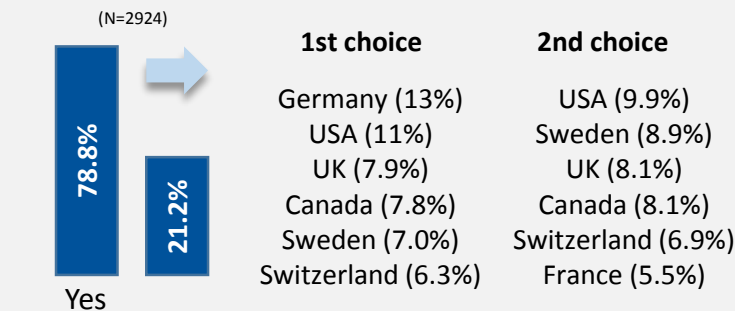 (N=2924)
78.8%
21.2%
Yes
1st choice
Germany (13%)
USA (11%)
UK (7.9%)
Canada (7.8%)
Sweden (7.0%)
Switzerland (6.3%)
2nd choice
USA (9.9%)
Sweden (8.9%)
UK (8.1%)
Canada (8.1%)
Switzerland (6.9%)
France (5.5%)